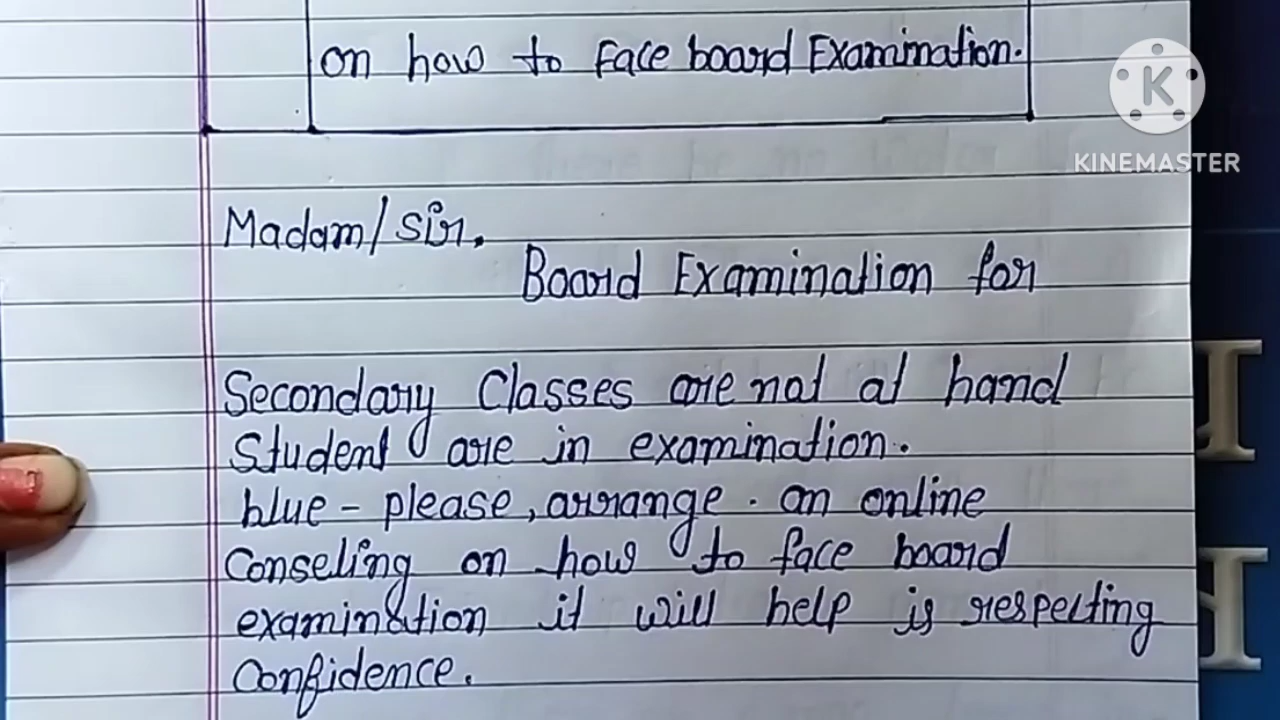 on how to Face board Examination.
K
KINEMASTER
Madam/Sir,
Board Examination for
Secondary Classes are not at hand
Student are in examination.
blue - please, arrange . an online
Conseling on how to face board
examination it will help is respecting
Confidence.